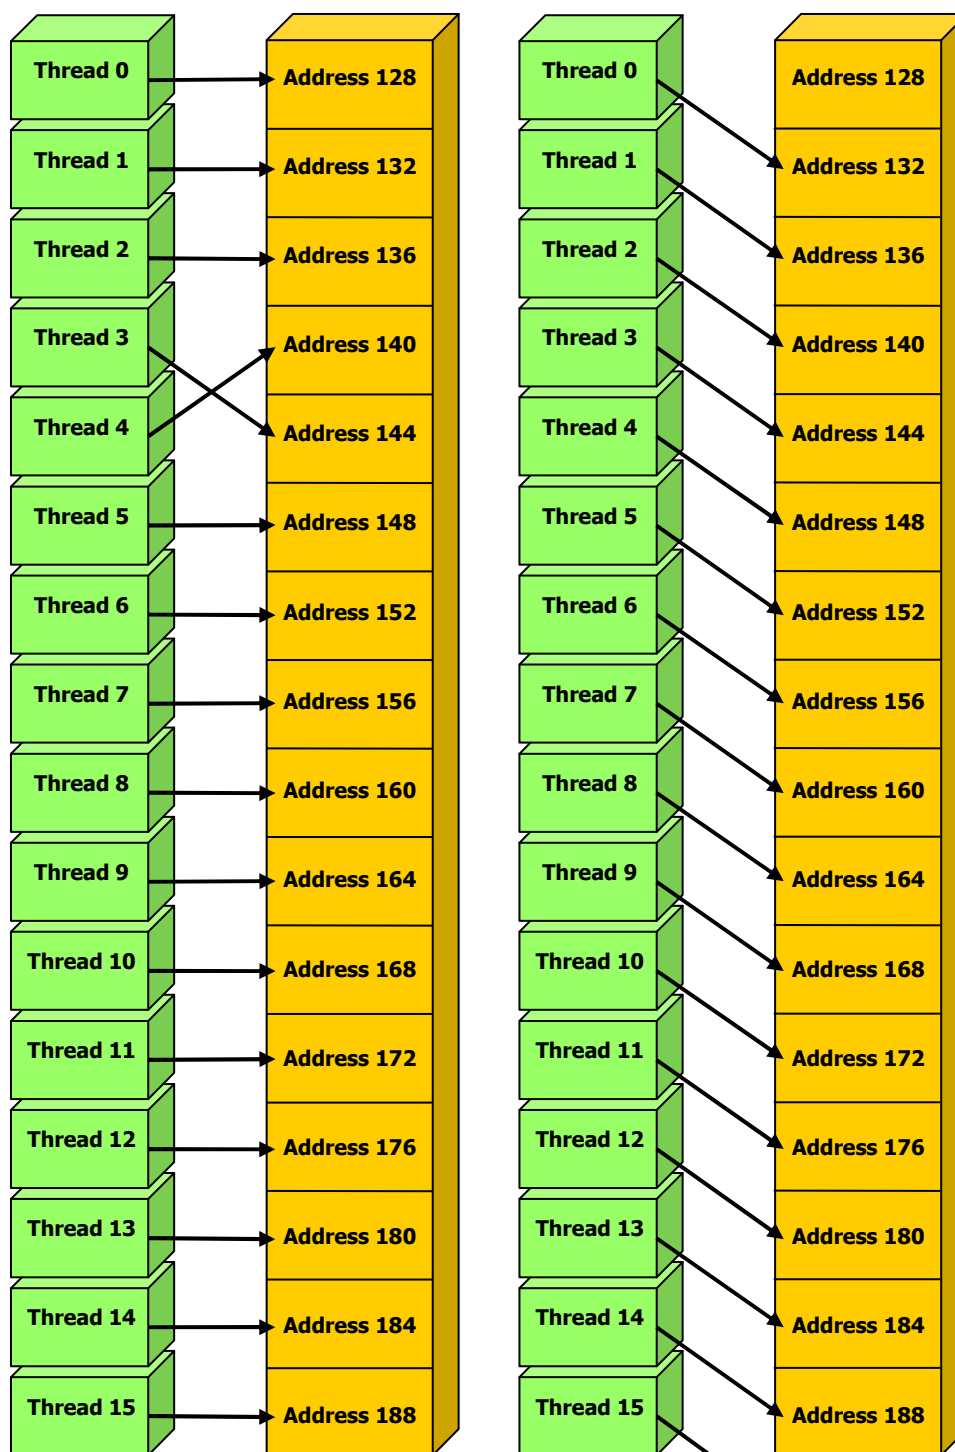 Thread 0
Address 128
Thread 1
Address 132
Thread 2
Address 136
Thread 3
Address 140
Thread 4
Address 144
Thread 5
Address 148
Thread 6
Address 152
Thread 7
Address 156
Thread 8
Address 160
Thread 9
Address 164
Thread 10
Address 168
Thread 11
Address 172
Thread 12
Address 176
Thread 13
Address 180
Thread 14
Address 184
Thread 15
Address 188
Thread 0
Address 128
Thread 1
Address 132
Thread 2
Address 136
Thread 3
Address 140
Thread 4
Address 144
Thread 5
Address 148
Thread 6
Address 152
Thread 7
Address 156
Thread 8
Address 160
Thread 9
Address 164
Thread 10
Address 168
Thread 11
Address 172
Thread 12
Address 176
Thread 13
Address 180
Thread 14
Address 184
Thread 15
Address 188